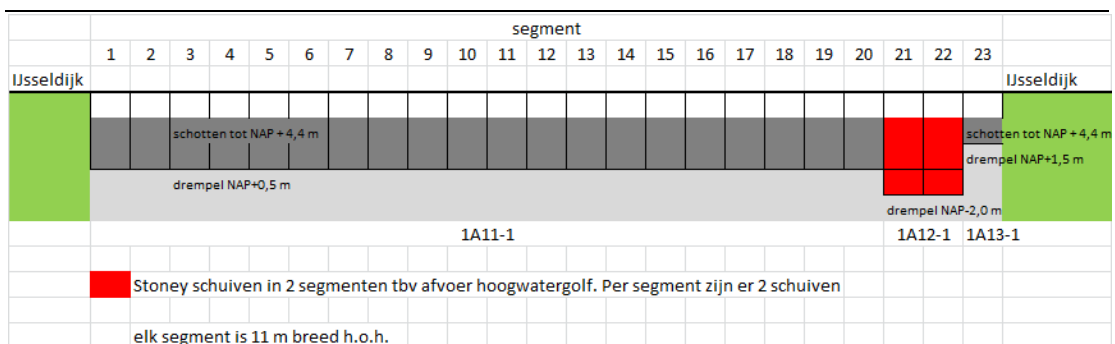 segment
1 2 3 4 5 6 7 8 9 10 11 12 13 14 15 16 17 18 19 20 21 22 23
IJsseldijk IJsseldijk
schotten tot NAP + 4,4 m schotten tot NAP + 4,4 m
drempel NAP+1,5 m
drempel NAP+0,5 m
drempel NAP-2,0 m
1A11-1 1A12-1 1A13-1
Stoney schuiven in 2 segmenten tbv afvoer hoogwatergolf. Per segment zijn er 2 schuiven
elk segment is 11 m breed h.o.h.